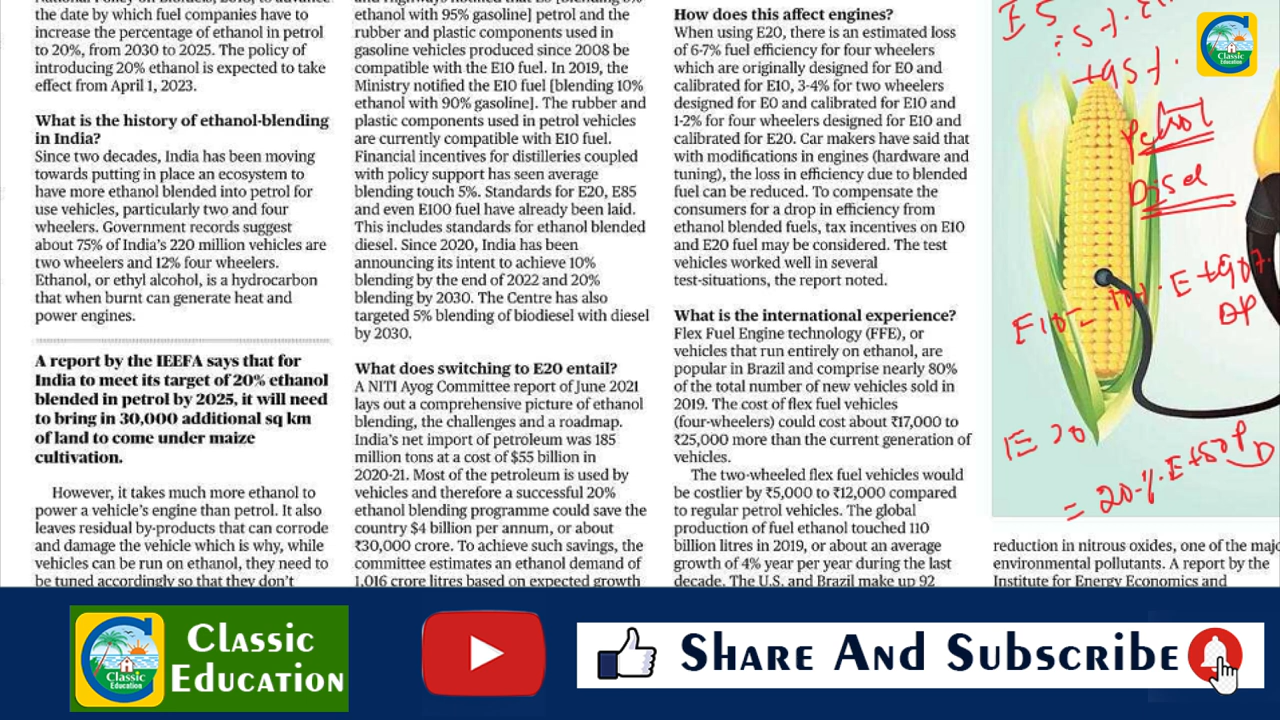 National Policy on Biofuels, 2018, to advance
the date by which fuel companies have to
increase the percentage of ethanol in petrol
to 20%, from 2030 to 2025. The policy of
introducing 20% ethanol is expected to take
effect from April 1, 2023.
What is the history of ethanol-blending
in India?
Since two decades, India has been moving
towards putting in place an ecosystem to
have more ethanol blended into petrol for
use vehicles, particularly two and four
wheelers. Government records suggest
about 75% of India's 220 million vehicles are
two wheelers and 12% four wheelers.
Ethanol, or ethyl alcohol, is a hydrocarbon
that when burnt can generate heat and
power engines.
A report by the IEEFA says that for
India to meet its target of 20% ethanol
blended in petrol by 2025, it will need
to bring in 30,000 additional sq km
of land to come under maize
cultivation.
However, it takes much more ethanol to
power a vehicle's engine than petrol. It also
leaves residual by-products that can corrode
and damage the vehicle which is why, while
vehicles can be run on ethanol, they need to
be tuned accordingly so that they don't
and Highways notified that E5 [blending 5%
ethanol with 95% gasoline] petrol and the
rubber and plastic components used in
gasoline vehicles produced since 2008 be
compatible with the E10 fuel. In 2019, the
Ministry notified the E10 fuel [blending 10%
ethanol with 90% gasoline]. The rubber and
plastic components used in petrol vehicles
are currently compatible with E10 fuel.
Financial incentives for distilleries coupled
with policy support has seen average
blending touch 5%. Standards for E20, E85
and even E100 fuel have already been laid.
This includes standards for ethanol blended
diesel. Since 2020, India has been
announcing its intent to achieve 10%
blending by the end of 2022 and 20%
blending by 2030. The Centre has also
targeted 5% blending of biodiesel with diesel
by 2030.
What does switching to E20 entail?
A NITI Ayog Committee report of June 2021
lays out a comprehensive picture of ethanol
blending, the challenges and a roadmap.
India's net import of petroleum was 185
million tons at a cost of $55 billion in
2020-21. Most of the petroleum is used by
vehicles and therefore a successful 20%
ethanol blending programme could save the
country $4 billion per annum, or about
₹30,000 crore. To achieve such savings, the
committee estimates an ethanol demand of
1,016 crore litres based on expected growth
How does this affect engines?
When using E20, there is an estimated loss
of 6-7% fuel efficiency for four wheelers
which are originally designed for E0 and
calibrated for E10, 3-4% for two wheelers
designed for E0 and calibrated for E10 and
1-2% for four wheelers designed for E10 and
calibrated for E20. Car makers have said that
with modifications in engines (hardware and
tuning), the loss in efficiency due to blended
fuel can be reduced. To compensate the
consumers for a drop in efficiency from
ethanol blended fuels, tax incentives on E10
and E20 fuel may be considered. The test
vehicles worked well in several
test-situations, the report noted.
What is the international experience?
Flex Fuel Engine technology (FFE), or
vehicles that run entirely on ethanol, are
popular in Brazil and comprise nearly 80%
of the total number of new vehicles sold in
2019. The cost of flex fuel vehicles
(four-wheelers) could cost about ₹17,000 to
₹25,000 more than the current generation of
vehicles.
The two-wheeled flex fuel vehicles would
be costlier by ₹5,000 to ₹12,000 compared
to regular petrol vehicles. The global
production of fuel ethanol touched 110
billion litres in 2019, or about an average
growth of 4% year per year during the last
decade. The U.S. and Brazil make up 92
E5
: 5%.
+95%.
Petrol
Disel
E10 - 10%. E +90%.
DP
E20
= 20%.E+80P
D
reduction in nitrous oxides, one of the
environmental pollutants. A report by the
Institute for Energy Economics and
Classic
Education
Classic
Education
Classic
Education
Share And Subscribe